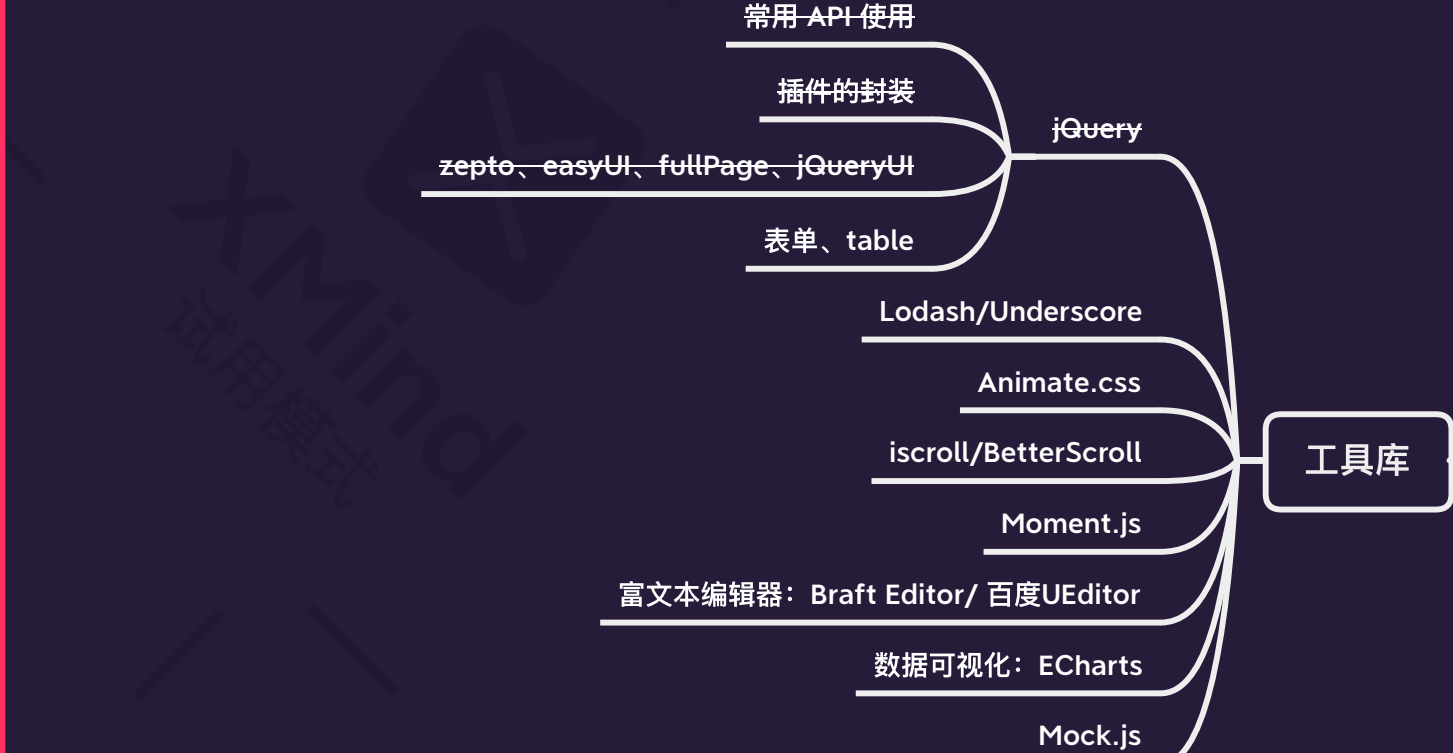 常用 API 使用
插件的封装
jQuery
zepto、easyUI、fullPage、jQueryUI
表单、table
Lodash/Underscore
Animate.css
iscroll/BetterScroll
工具库
Moment.js
富文本编辑器：Braft Editor/ 百度UEditor
数据可视化：ECharts
Mock.js
XMind
试用模式